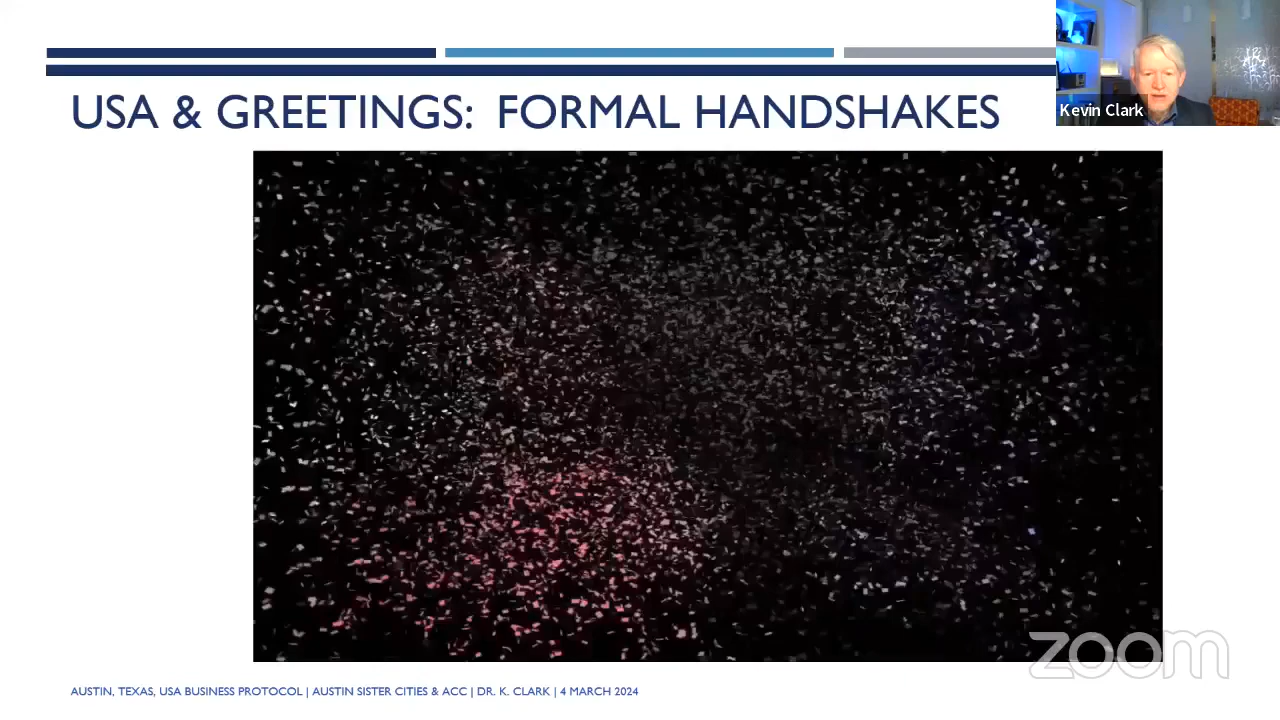 USA & GREETINGS: FORMAL HANDSHAKES
Kevin Clark
zoom
AUSTIN, TEXAS, USA BUSINESS PROTOCOL | AUSTIN SISTER CITIES & ACC | DR. K. CLARK | 4 MARCH 2024